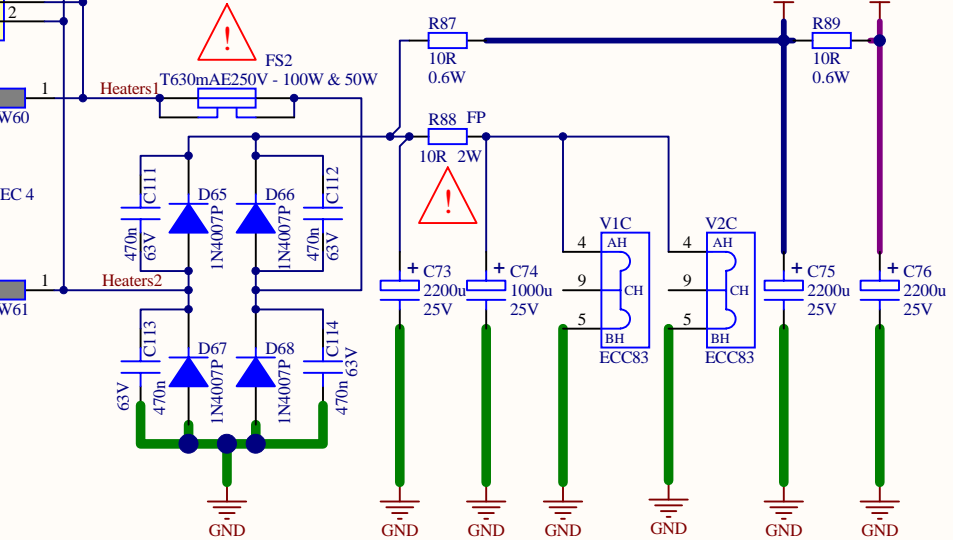 2
1
W60
Heaters1
!
FS2
T630mAE250V - 100W & 50W
R87
10R
0.6W
R89
10R
0.6W
R88
FP
10R 2W
!
EC 4
C111
470n
63V
D65
1N4007P
D66
1N4007P
C112
470n
63V
1
W61
Heaters2
C73
2200u
25V
C74
1000u
25V
V1C
4
AH
9
CH
5
BH
ECC83
V2C
4
AH
9
CH
5
BH
ECC83
C75
2200u
25V
C76
2200u
25V
C113
63V
470n
D67
1N4007P
D68
1N4007P
C114
470n
63V
GND
GND
GND
GND
GND
GND
GND